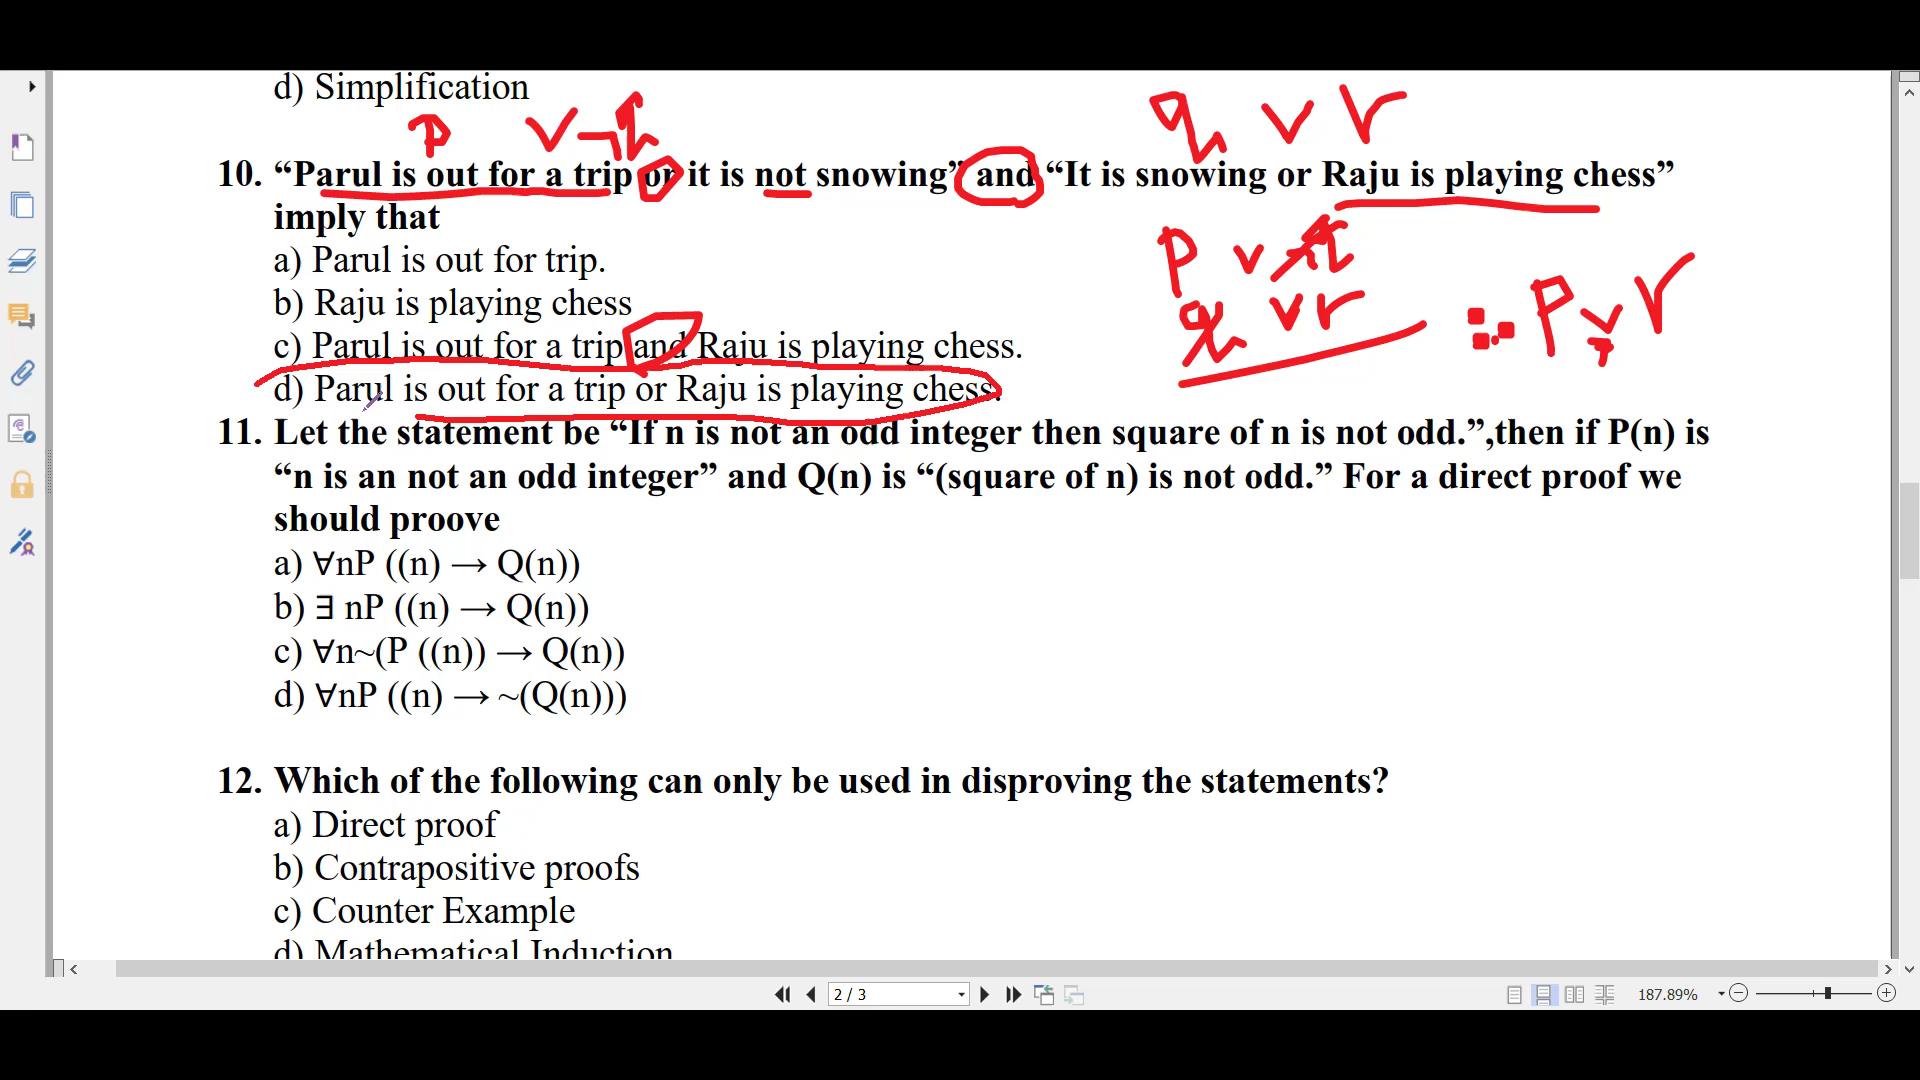 d) Simplification
p v ¬q
q v r
10. “Parul is out for a trip or it is not snowing” and “It is snowing or Raju is playing chess”
imply that
a) Parul is out for trip.
b) Raju is playing chess
c) Parul is out for a trip and Raju is playing chess.
d) Parul is out for a trip or Raju is playing chess.
p v ¬q
q v r
∴ p v r
11. Let the statement be “If n is not an odd integer then square of n is not odd.”,then if P(n) is
“n is an not an odd integer” and Q(n) is “(square of n) is not odd.” For a direct proof we
should proove
a) ∀nP ((n) → Q(n))
b) ∃ nP ((n) → Q(n))
c) ∀n~(P ((n)) → Q(n))
d) ∀nP ((n) → ~(Q(n)))
12. Which of the following can only be used in disproving the statements?
a) Direct proof
b) Contrapositive proofs
c) Counter Example
d) Mathematical Induction
2 / 3
187.89%